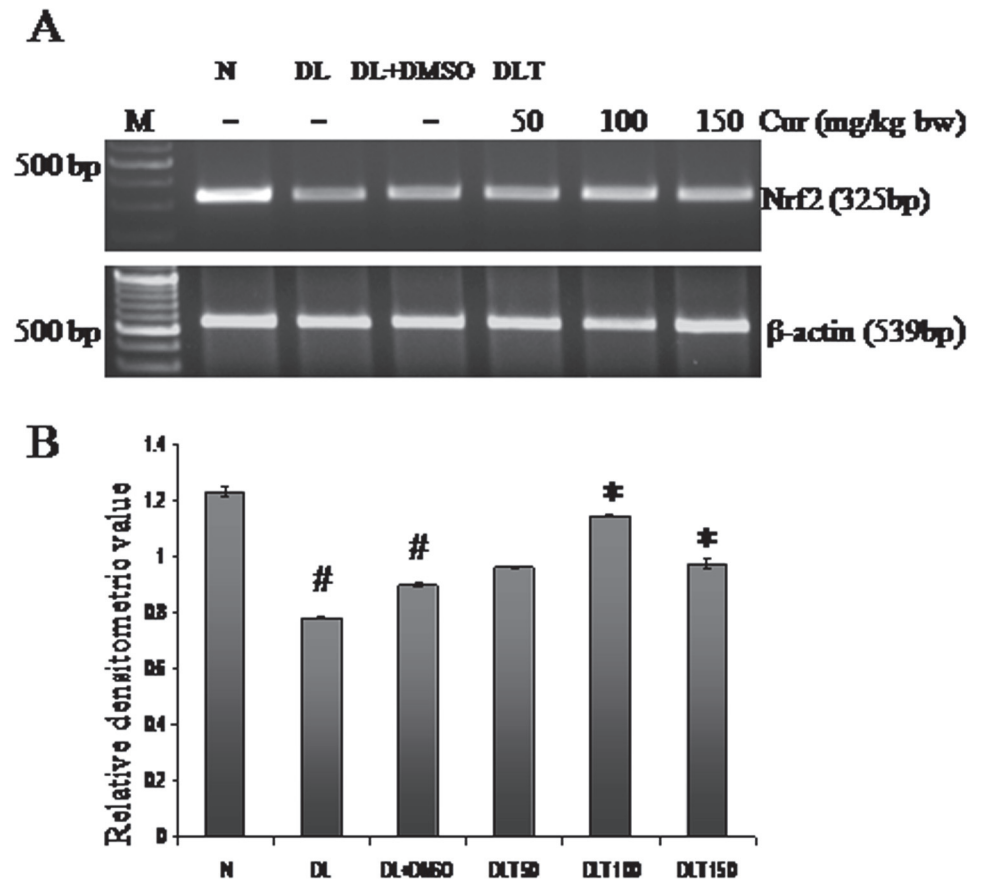 A
N DL DL+DMSO DLT
M – – – 50 100 150 Cur (mg/kg bw)
500 bp
Nrf2 (325bp)
500 bp
β-actin (539bp)
B
Relative densitometric value
1.4
1.2
1
0.8
0.6
0.4
0.2
0
# # * *
N DL DL+DMSO DLT50 DLT100 DLT150